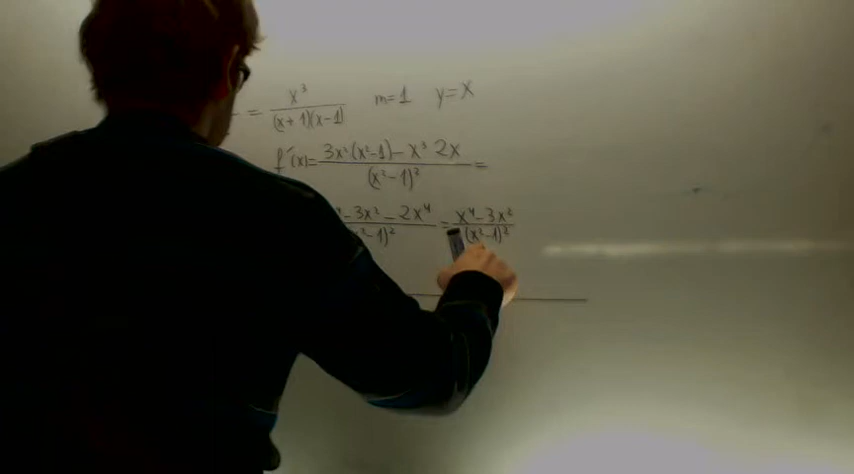 = x³/((x+1)(x-1)) m=1 y=x
f'(x)= (3x²(x²-1) - x³ 2x)/(x²-1)² =
⁴ - 3x² - 2x⁴/(x²-1)² = (x⁴-3x²)/(x²-1)²